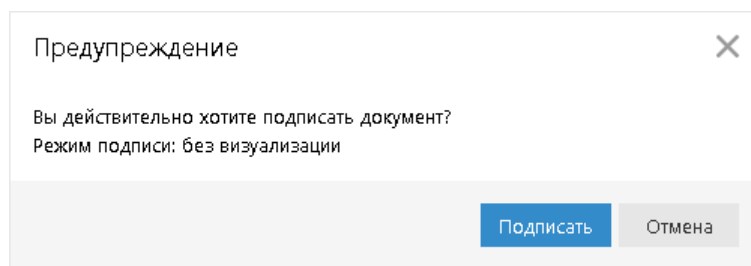 Предупреждение
Вы действительно хотите подписать документ?
Режим подписи: без визуализации
Подписать Отмена